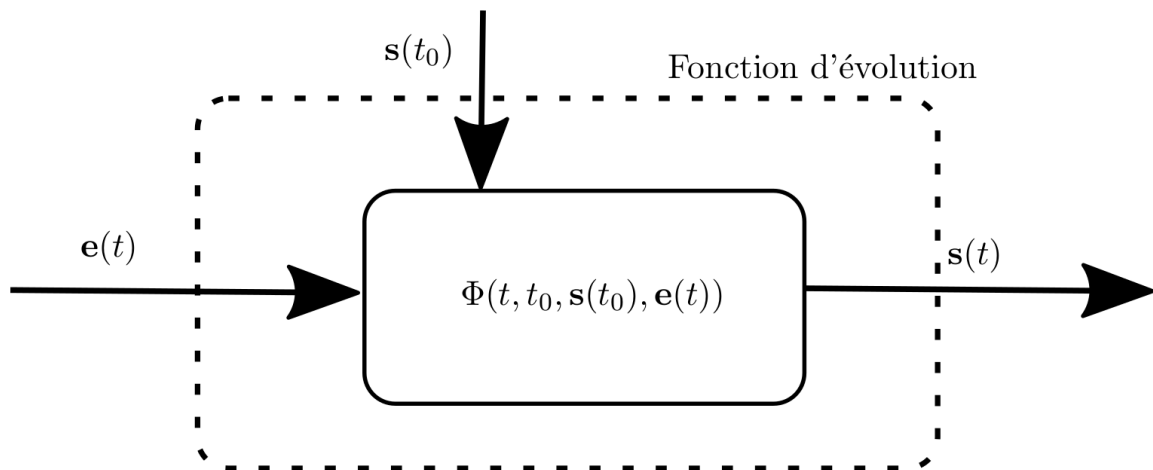 s(t₀)
Fonction d'évolution
e(t)
s(t)
Φ(t, t₀, s(t₀), e(t))